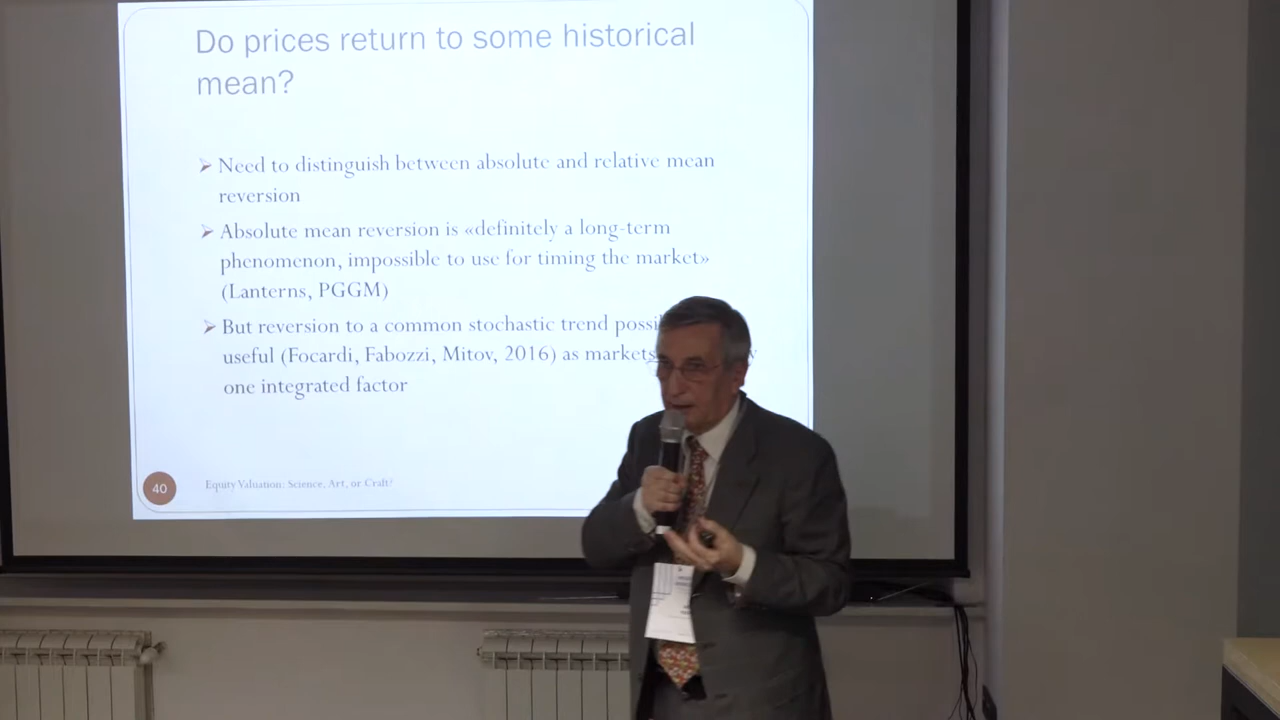 Do prices return to some historical
mean?
Need to distinguish between absolute and relative mean
reversion
Absolute mean reversion is «definitely a long-term
phenomenon, impossible to use for timing the market»
(Lanterns, PGGM)
But reversion to a common stochastic trend
useful (Focardi, Fabozzi, Mitov, 2016) as markets
one integrated factor
40
Equity Valuation: Science, Art, or Craft?